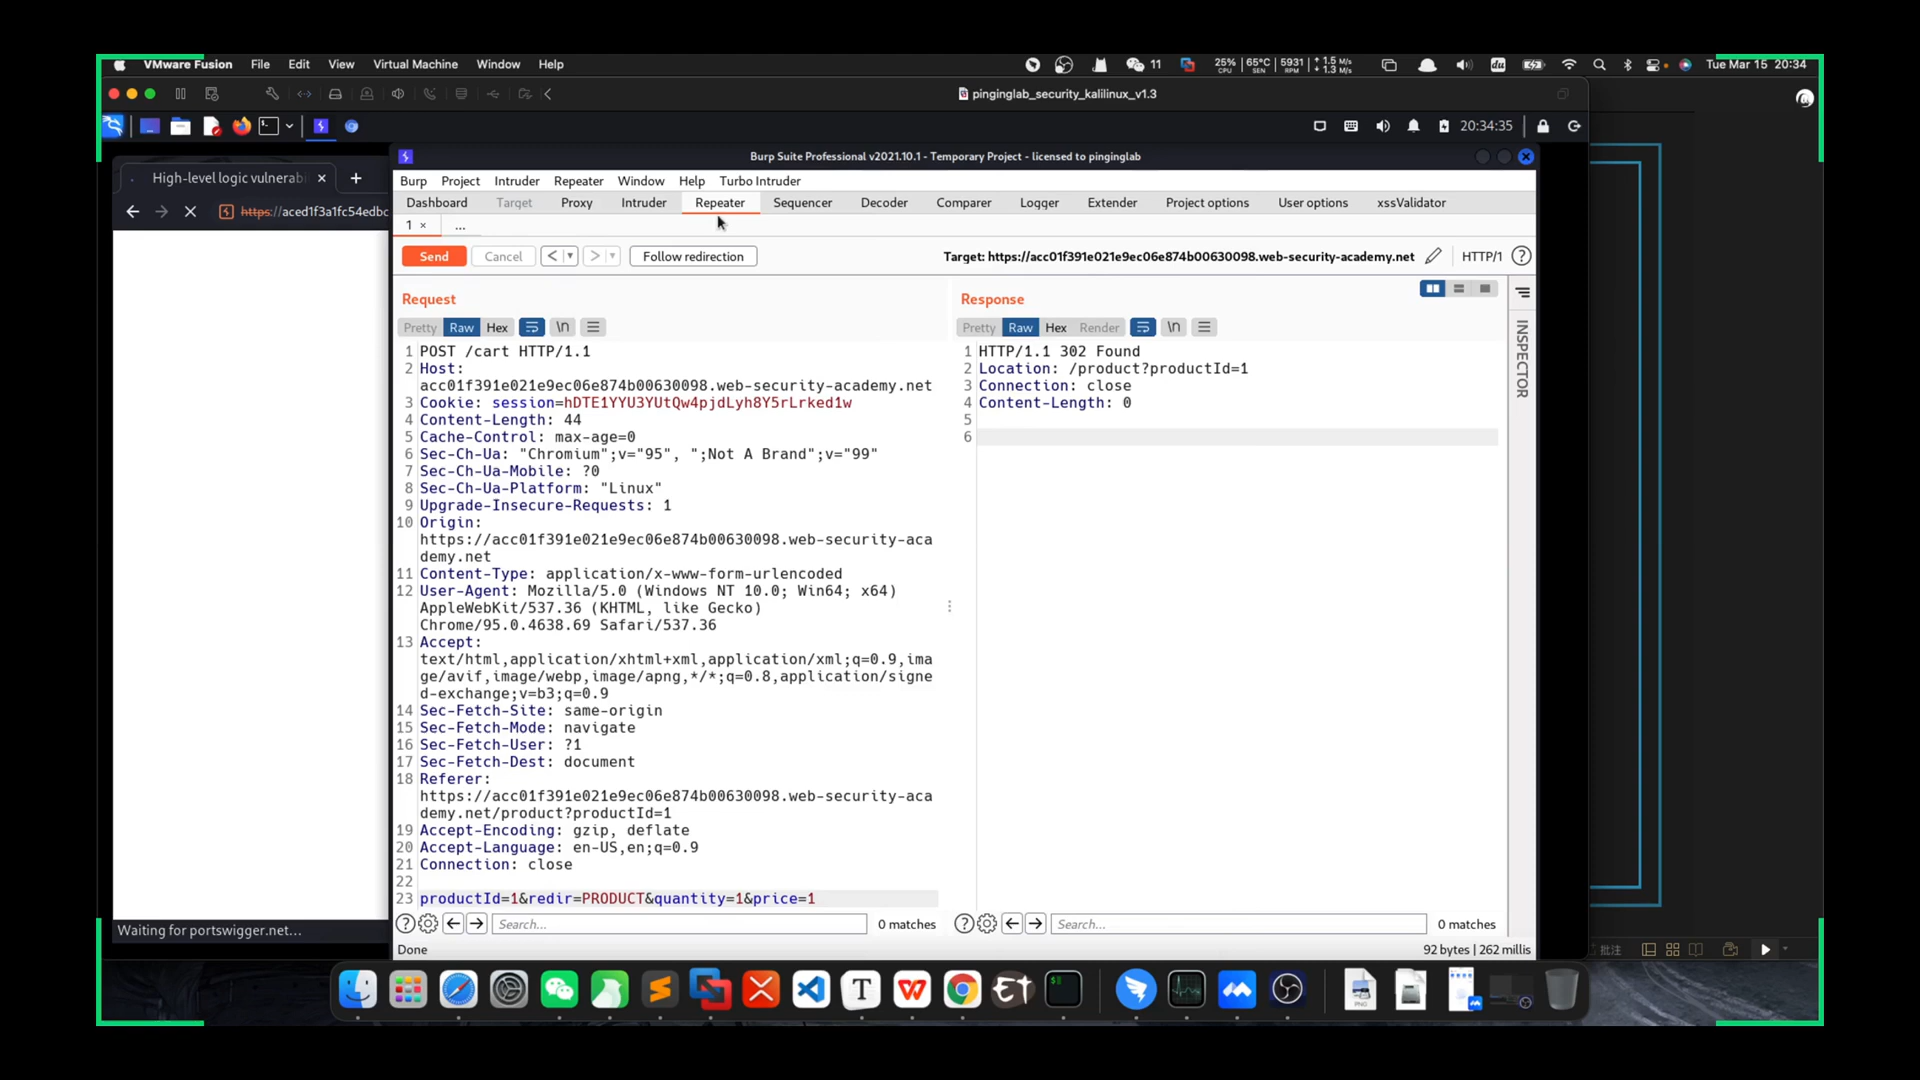 VMware Fusion File Edit View Virtual Machine Window Help
11 25% CPU 65°C SEN 5931 RPM 1.5 M/s 1.3 M/s du Tue Mar 15 20:34
pinginglab_security_kalilinux_v1.3
20:34:35
High-level logic vulnerab
https://aced1f3a1fc54edbc
Waiting for portswigger.net...
Burp Suite Professional v2021.10.1 - Temporary Project - licensed to pinginglab
Burp Project Intruder Repeater Window Help Turbo Intruder
Dashboard Target Proxy Intruder Repeater Sequencer Decoder Comparer Logger Extender Project options User options xssValidator
1 × ...
Send Cancel < > Follow redirection Target: https://acc01f391e021e9ec06e874b00630098.web-security-academy.net HTTP/1 ?
Request
Pretty Raw Hex \n
1 POST /cart HTTP/1.1
2 Host:
acc01f391e021e9ec06e874b00630098.web-security-academy.net
3 Cookie: session=hDTE1YYU3YUtQw4pjdLyh8Y5rLrked1w
4 Content-Length: 44
5 Cache-Control: max-age=0
6 Sec-Ch-Ua: "Chromium";v="95", ";Not A Brand";v="99"
7 Sec-Ch-Ua-Mobile: ?0
8 Sec-Ch-Ua-Platform: "Linux"
9 Upgrade-Insecure-Requests: 1
10 Origin:
https://acc01f391e021e9ec06e874b00630098.web-security-aca
demy.net
11 Content-Type: application/x-www-form-urlencoded
12 User-Agent: Mozilla/5.0 (Windows NT 10.0; Win64; x64)
AppleWebKit/537.36 (KHTML, like Gecko)
Chrome/95.0.4638.69 Safari/537.36
13 Accept:
text/html,application/xhtml+xml,application/xml;q=0.9,ima
ge/avif,image/webp,image/apng,*/*;q=0.8,application/signe
d-exchange;v=b3;q=0.9
14 Sec-Fetch-Site: same-origin
15 Sec-Fetch-Mode: navigate
16 Sec-Fetch-User: ?1
17 Sec-Fetch-Dest: document
18 Referer:
https://acc01f391e021e9ec06e874b00630098.web-security-aca
demy.net/product?productId=1
19 Accept-Encoding: gzip, deflate
20 Accept-Language: en-US,en;q=0.9
21 Connection: close
22
23 productId=1&redir=PRODUCT&quantity=1&price=1
Search... 0 matches
Done
Response
Pretty Raw Hex Render \n
1 HTTP/1.1 302 Found
2 Location: /product?productId=1
3 Connection: close
4 Content-Length: 0
5
6
Search... 0 matches
92 bytes | 262 millis
INSPECTOR
批注